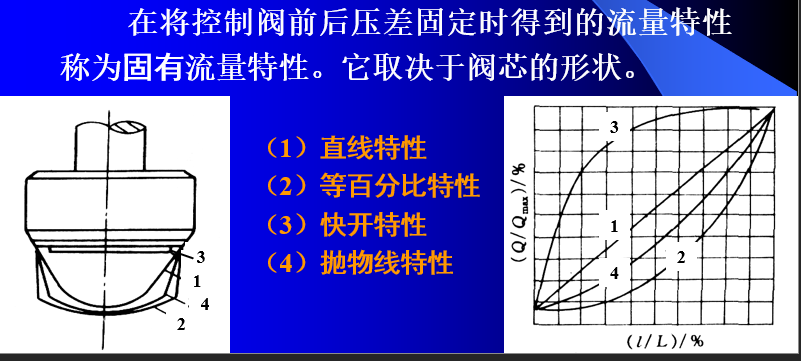 在将控制阀前后压差固定时得到的流量特性
称为固有流量特性。它取决于阀芯的形状。
3
1
4
2
(1)直线特性
(2)等百分比特性
(3)快开特性
(4)抛物线特性
(Q/Qmax)/%
3
1
2
4
(l/L)/%